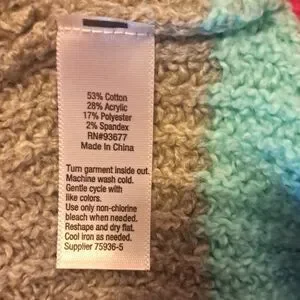 53% Cotton
28% Acrylic
17% Polyester
2% Spandex
RN#93677
Made In China
Turn garment inside out.
Machine wash cold.
Gentle cycle with
like colors.
Use only non-chlorine
bleach when needed.
Reshape and dry flat.
Cool iron as needed.
Supplier 75936-5